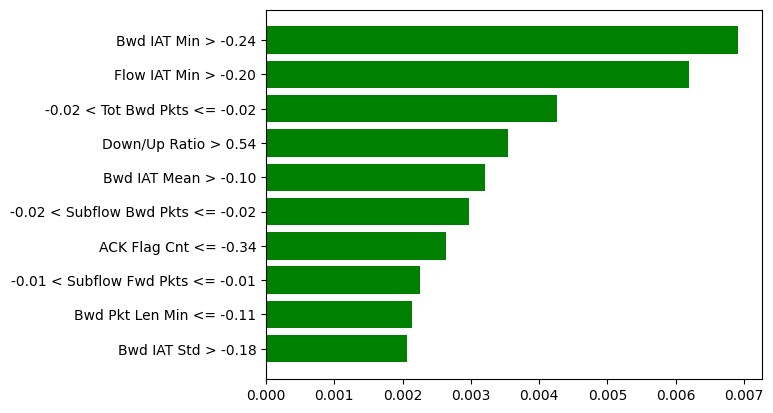 Bwd IAT Min > -0.24
Flow IAT Min > -0.20
-0.02 < Tot Bwd Pkts <= -0.02
Down/Up Ratio > 0.54
Bwd IAT Mean > -0.10
-0.02 < Subflow Bwd Pkts <= -0.02
ACK Flag Cnt <= -0.34
-0.01 < Subflow Fwd Pkts <= -0.01
Bwd Pkt Len Min <= -0.11
Bwd IAT Std > -0.18
0.000 0.001 0.002 0.003 0.004 0.005 0.006 0.007